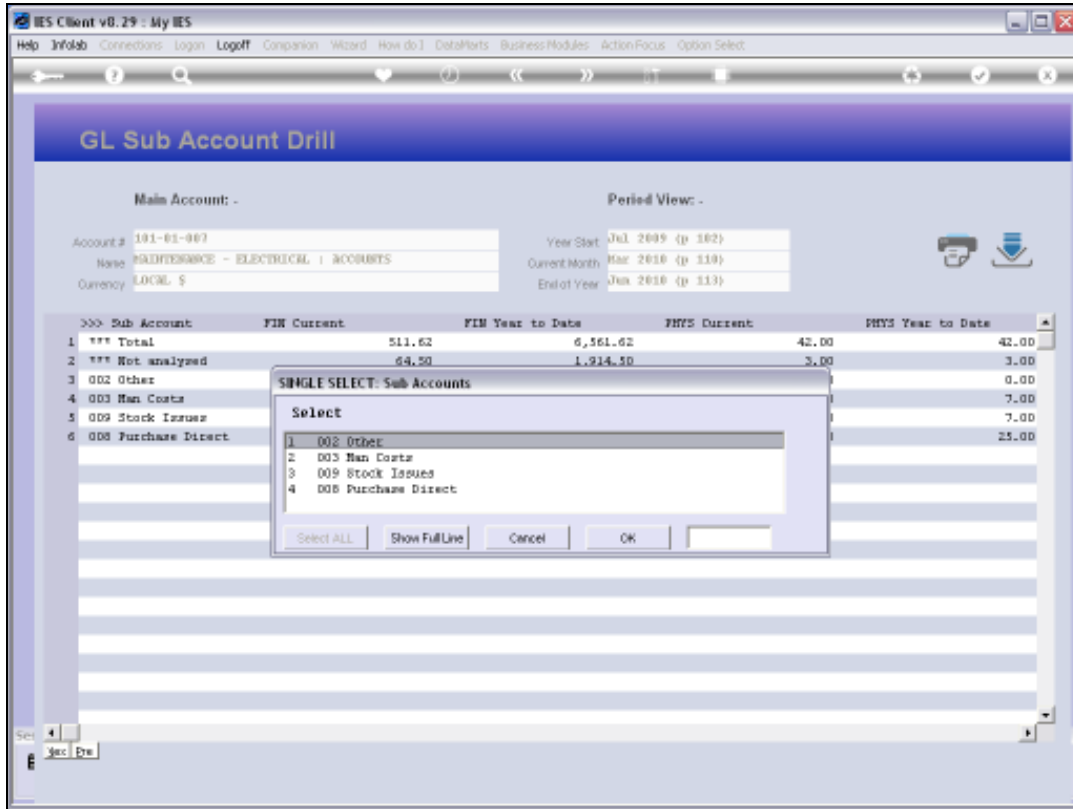 IES Client v8.29 : My IES
Help Infolab Connections Logon Logoff Companion Wizard How do I DataMarts Business Modules Action Focus Option Select
GL Sub Account Drill
Main Account: - Period View: -
Account # 101-01-007 Year Start Jul 2009 (p 102)
Name MAINTENANCE - ELECTRICAL | ACCOUNTS Current Month Mar 2010 (p 110)
Currency LOCAL $ End of Year Jun 2010 (p 113)
>>> Sub Account FIN Current FIN Year to Date PHYS Current PHYS Year to Date
1 *** Total 511.62 6,561.62 42.00 42.00
2 *** Not analyzed 64.50 1,914.50 3.00 3.00
3 002 Other 0.00
4 003 Man Costs 7.00
5 009 Stock Issues 7.00
6 008 Purchase Direct 25.00
SINGLE SELECT: Sub Accounts
Select
1 002 Other
2 003 Man Costs
3 009 Stock Issues
4 008 Purchase Direct
Select ALL Show Full Line Cancel OK
Pre